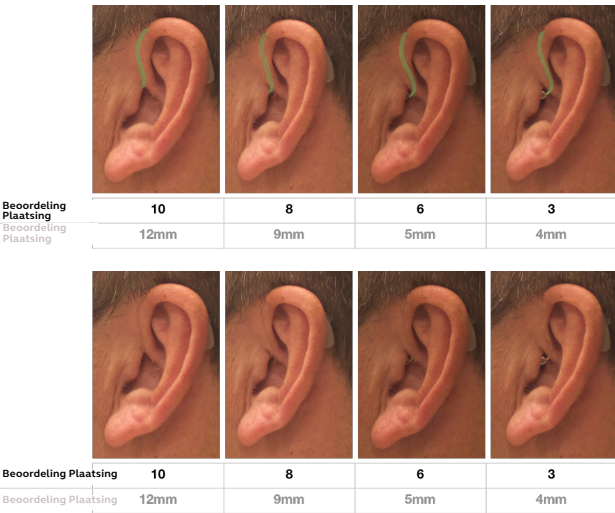 Beoordeling
Plaatsing
10 8 6 3
Beoordeling
Plaatsing
12mm 9mm 5mm 4mm
Beoordeling Plaatsing 10 8 6 3
Beoordeling Plaatsing 12mm 9mm 5mm 4mm